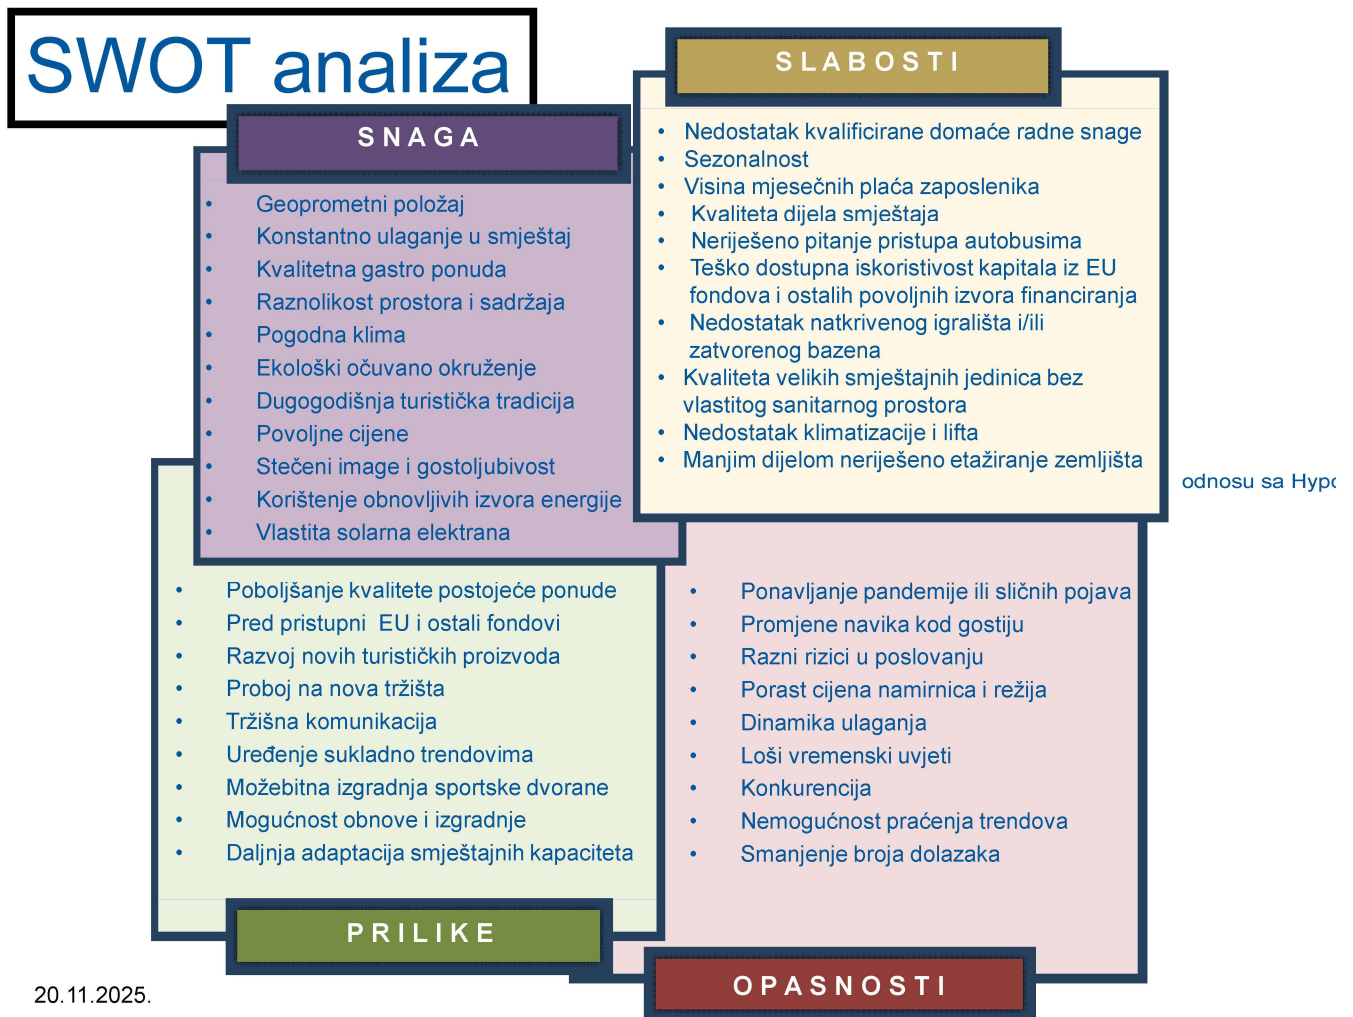 SWOT analiza
SNAGA
• Geoprometni položaj
• Konstantno ulaganje u smještaj
• Kvalitetna gastro ponuda
• Raznolikost prostora i sadržaja
• Pogodna klima
• Ekološki očuvano okruženje
• Dugogodišnja turistička tradicija
• Povoljne cijene
• Stečeni image i gostoljubivost
• Korištenje obnovljivih izvora energije
• Vlastita solarna elektrana
SLABOSTI
• Nedostatak kvalificirane domaće radne snage
• Sezonalnost
• Visina mjesečnih plaća zaposlenika
• Kvaliteta dijela smještaja
• Neriješeno pitanje pristupa autobusima
• Teško dostupna iskoristivost kapitala iz EU
fondova i ostalih povoljnih izvora financiranja
• Nedostatak natkrivenog igrališta i/ili
zatvorenog bazena
• Kvaliteta velikih smještajnih jedinica bez
vlastitog sanitarnog prostora
• Nedostatak klimatizacije i lifta
• Manjim dijelom neriješeno etažiranje zemljišta
odnosu sa
• Poboljšanje kvalitete postojeće ponude
• Pred pristupni EU i ostali fondovi
• Razvoj novih turističkih proizvoda
• Proboj na nova tržišta
• Tržišna komunikacija
• Uređenje sukladno trendovima
• Možebitna izgradnja sportske dvorane
• Mogućnost obnove i izgradnje
• Daljnja adaptacija smještajnih kapaciteta
PRILIKE
• Ponavljanje pandemije ili sličnih pojava
• Promjene navika kod gostiju
• Razni rizici u poslovanju
• Porast cijena namirnica i režija
• Dinamika ulaganja
• Loši vremenski uvjeti
• Konkurencija
• Nemogućnost praćenja trendova
• Smanjenje broja dolazaka
OPASNOSTI
20.11.2025.